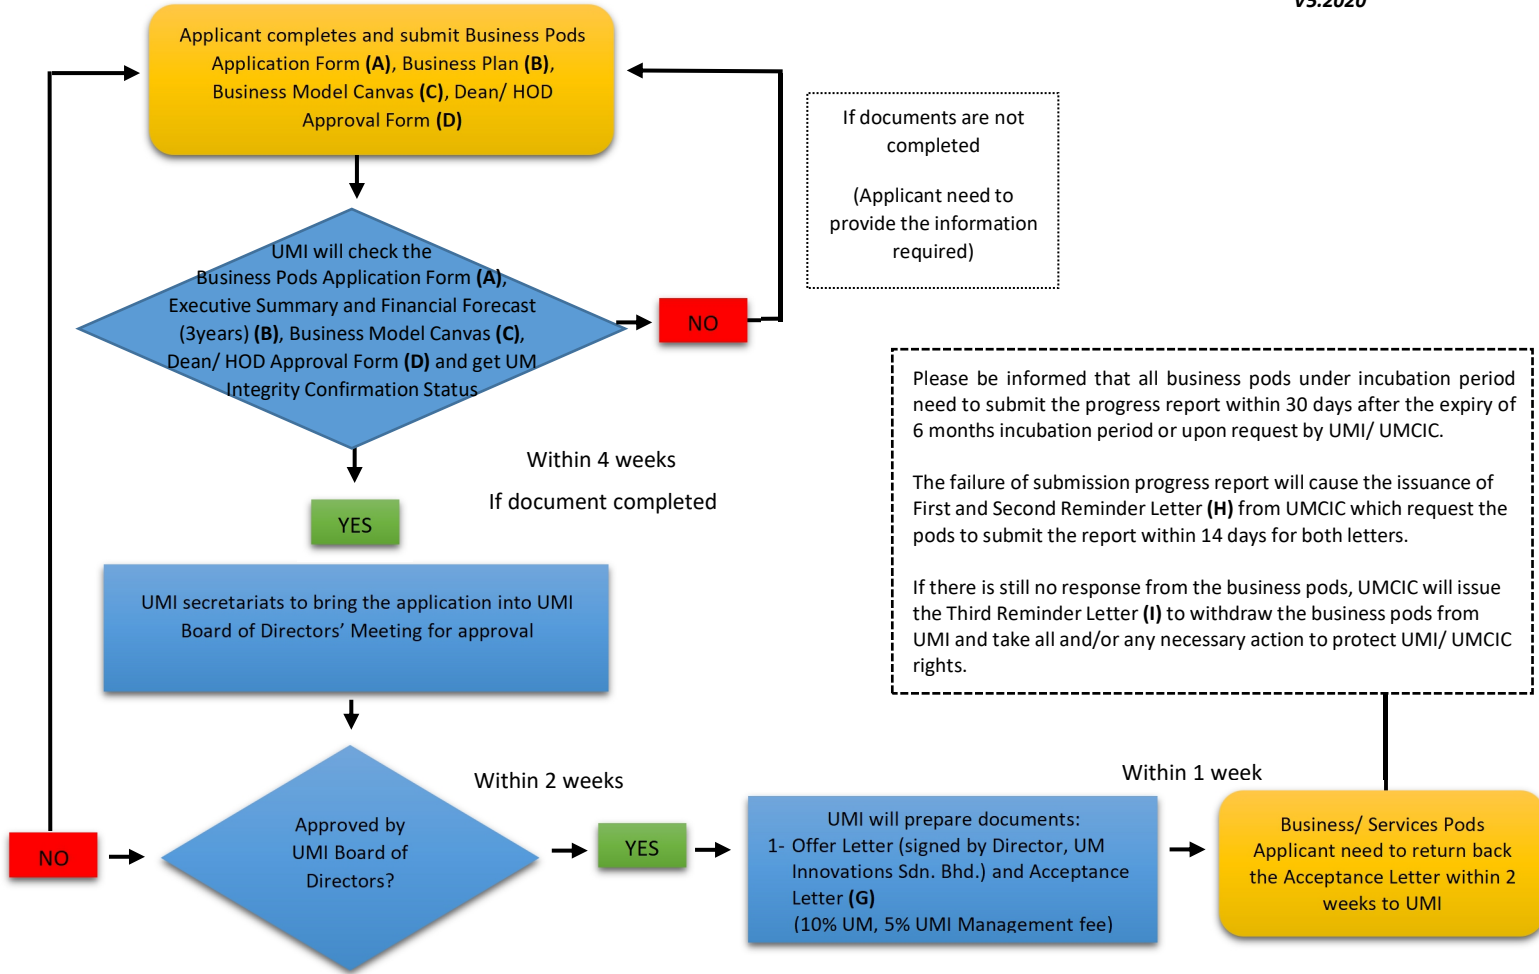 V5.2020
Applicant completes and submit Business Pods
Application Form (A), Business Plan (B),
Business Model Canvas (C), Dean/ HOD
Approval Form (D)
If documents are not
completed
(Applicant need to
provide the information
required)
UMI will check the
Business Pods Application Form (A),
Executive Summary and Financial Forecast
(3years) (B), Business Model Canvas (C),
Dean/ HOD Approval Form (D) and get UM
Integrity Confirmation Status
NO
Within 4 weeks
If document completed
YES
Please be informed that all business pods under incubation period
need to submit the progress report within 30 days after the expiry of
6 months incubation period or upon request by UMI/ UMCIC.
The failure of submission progress report will cause the issuance of
First and Second Reminder Letter (H) from UMCIC which request the
pods to submit the report within 14 days for both letters.
If there is still no response from the business pods, UMCIC will issue
the Third Reminder Letter (I) to withdraw the business pods from
UMI and take all and/or any necessary action to protect UMI/ UMCIC
rights.
UMI secretariats to bring the application into UMI
Board of Directors’ Meeting for approval
NO
Approved by
UMI Board of
Directors?
Within 2 weeks
YES
UMI will prepare documents:
1- Offer Letter (signed by Director, UM
Innovations Sdn. Bhd.) and Acceptance
Letter (G)
(10% UM, 5% UMI Management fee)
Within 1 week
Business/ Services Pods
Applicant need to return back
the Acceptance Letter within 2
weeks to UMI